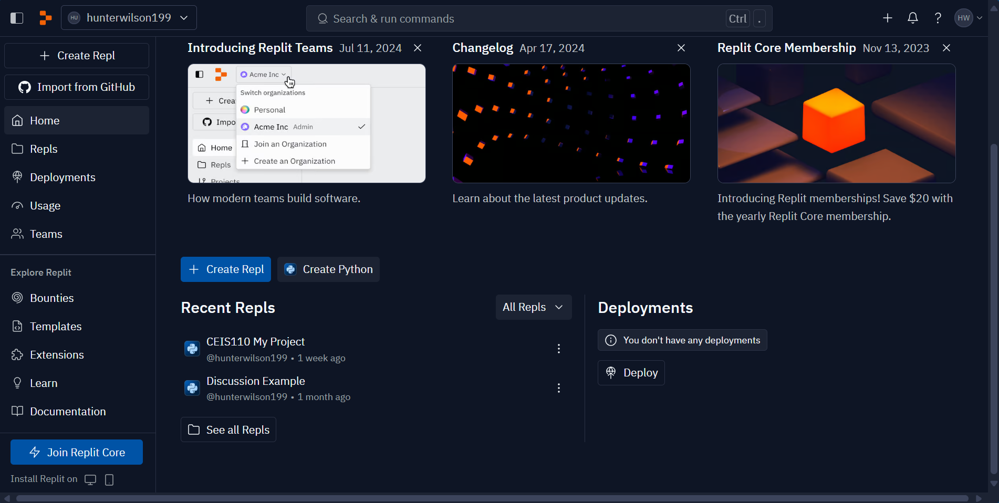 HU hunterwilson199
Search & run commands Ctrl .
HW
Create Repl
Import from GitHub
Home
Repls
Deployments
Usage
Teams
Explore Replit
Bounties
Templates
Extensions
Learn
Documentation
Join Replit Core
Install Replit on
Introducing Replit Teams Jul 11, 2024
Acme Inc
Crea
Impo
Home
Repls
Projects
Switch organizations
Personal
Acme Inc Admin
Join an Organization
Create an Organization
How modern teams build software.
Changelog Apr 17, 2024
Learn about the latest product updates.
Replit Core Membership Nov 13, 2023
Introducing Replit memberships! Save $20 with
the yearly Replit Core membership.
Create Repl
Create Python
Recent Repls
All Repls
CEIS110 My Project
@hunterwilson199 • 1 week ago
Discussion Example
@hunterwilson199 • 1 month ago
See all Repls
Deployments
You don't have any deployments
Deploy